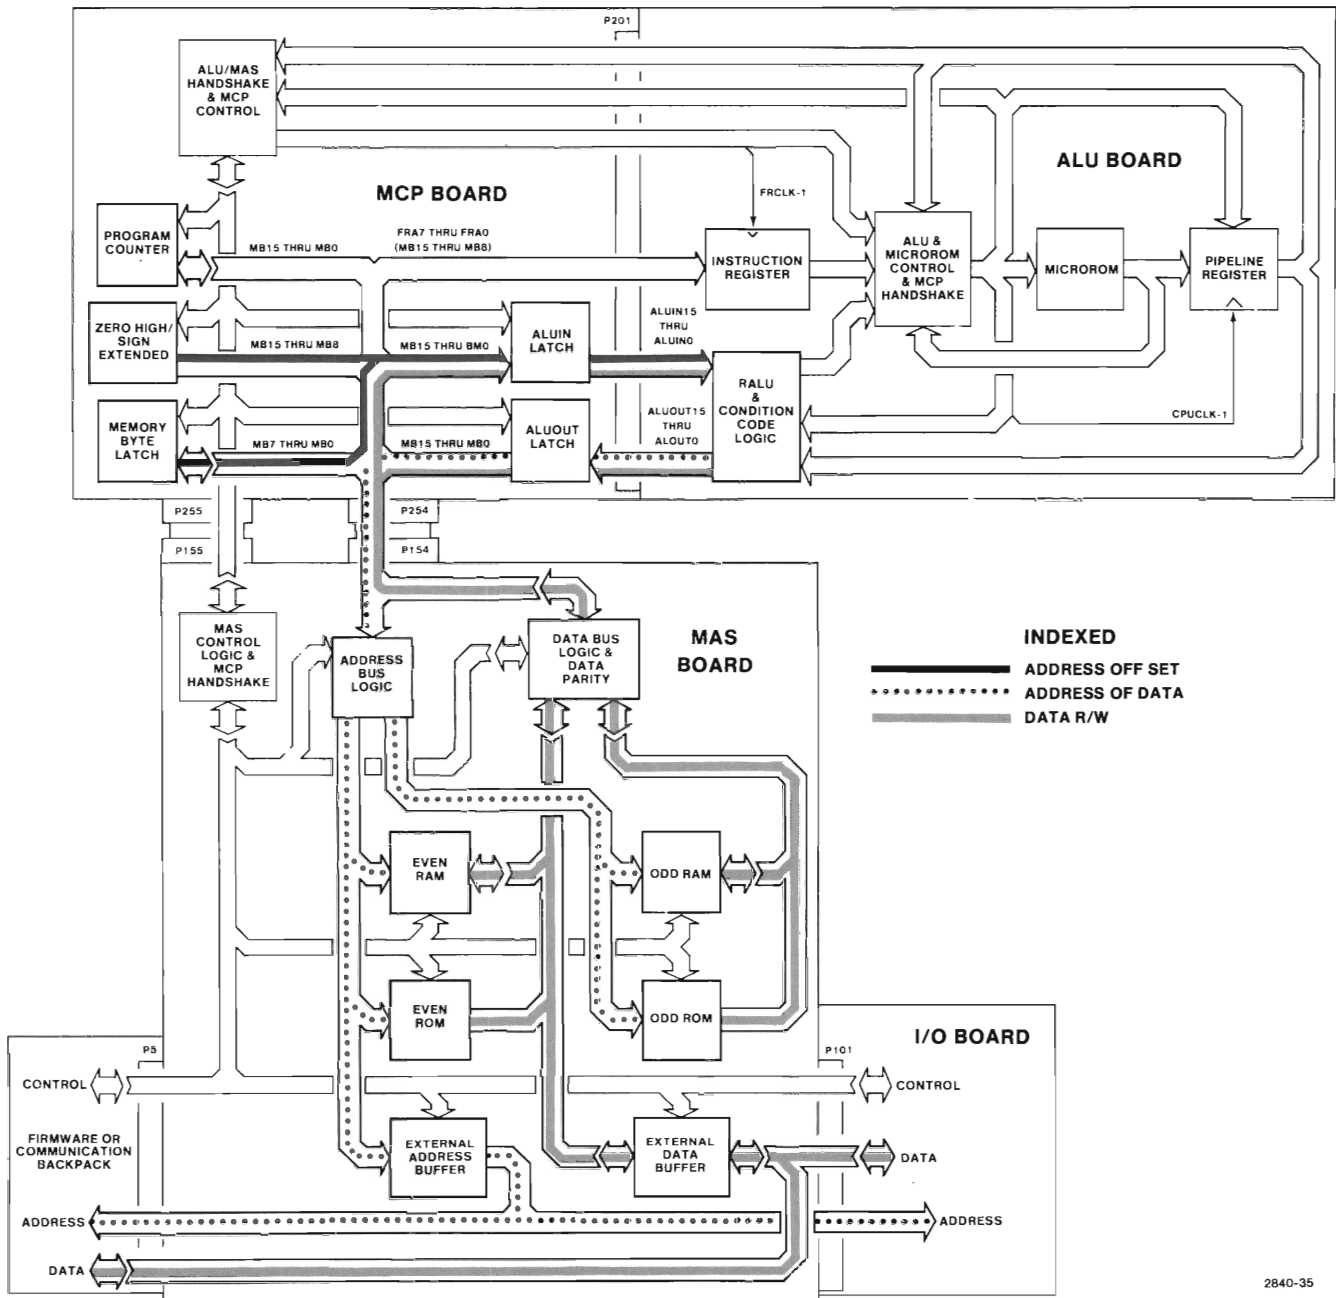 P201
ALU/MAS
HANDSHAKE
& MCP
CONTROL
MCP BOARD
ALU BOARD
FRCLK-1
PROGRAM
COUNTER
MB15 THRU MB0
FRA7 THRU FRA0
(MB15 THRU MB8)
INSTRUCTION
REGISTER
ALU &
MICROROM
CONTROL
& MCP
HANDSHAKE
MICROROM
PIPELINE
REGISTER
ZERO HIGH/
SIGN
EXTENDED
MB15 THRU MB8
MB15 THRU BM0
ALUIN
LATCH
ALUIN15
THRU
ALUIN0
RALU
&
CONDITION
CODE
LOGIC
CPUCLK-1
MEMORY
BYTE
LATCH
MB7 THRU MB0
MB15 THRU MB0
ALUOUT
LATCH
ALUOUT15
THRU
ALOUT0
P255
P254
P155
P154
MAS
CONTROL
LOGIC &
MCP
HANDSHAKE
ADDRESS
BUS
LOGIC
DATA BUS
LOGIC &
DATA
PARITY
MAS
BOARD
INDEXED
ADDRESS OFF SET
ADDRESS OF DATA
DATA R/W
EVEN
RAM
ODD RAM
EVEN
ROM
ODD ROM
I/O BOARD
P5
P101
CONTROL
CONTROL
FIRMWARE OR
COMMUNICATION
BACKPACK
EXTERNAL
ADDRESS
BUFFER
EXTERNAL
DATA
BUFFER
DATA
ADDRESS
ADDRESS
DATA
2840-35